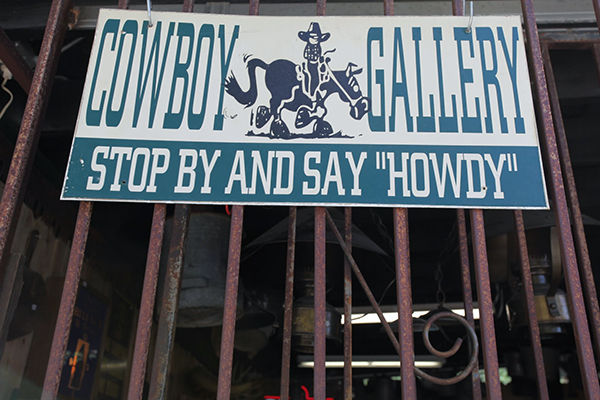 COWBOY GALLERY
STOP BY AND SAY "HOWDY"